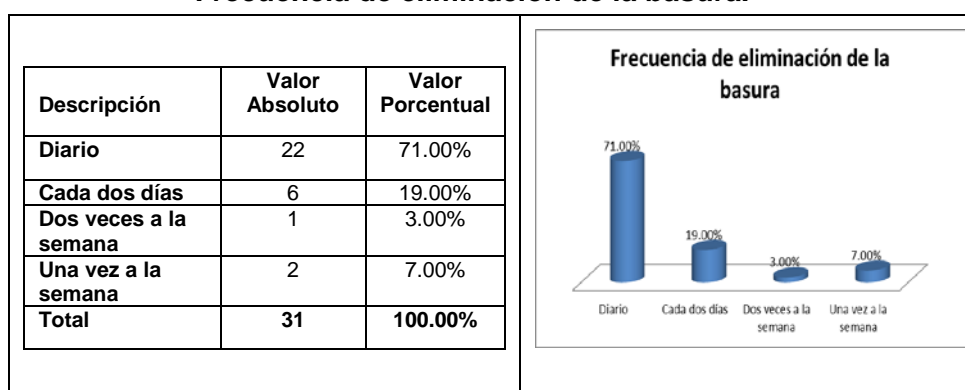 Frecuencia de eliminación de la basura.
Descripción Valor Absoluto Valor Porcentual
Diario 22 71.00%
Cada dos días 6 19.00%
Dos veces a la semana 1 3.00%
Una vez a la semana 2 7.00%
Total 31 100.00%
Frecuencia de eliminación de la
basura
71.00%
19.00%
3.00%
7.00%
Diario Cada dos días Dos veces a la semana Una vez a la semana